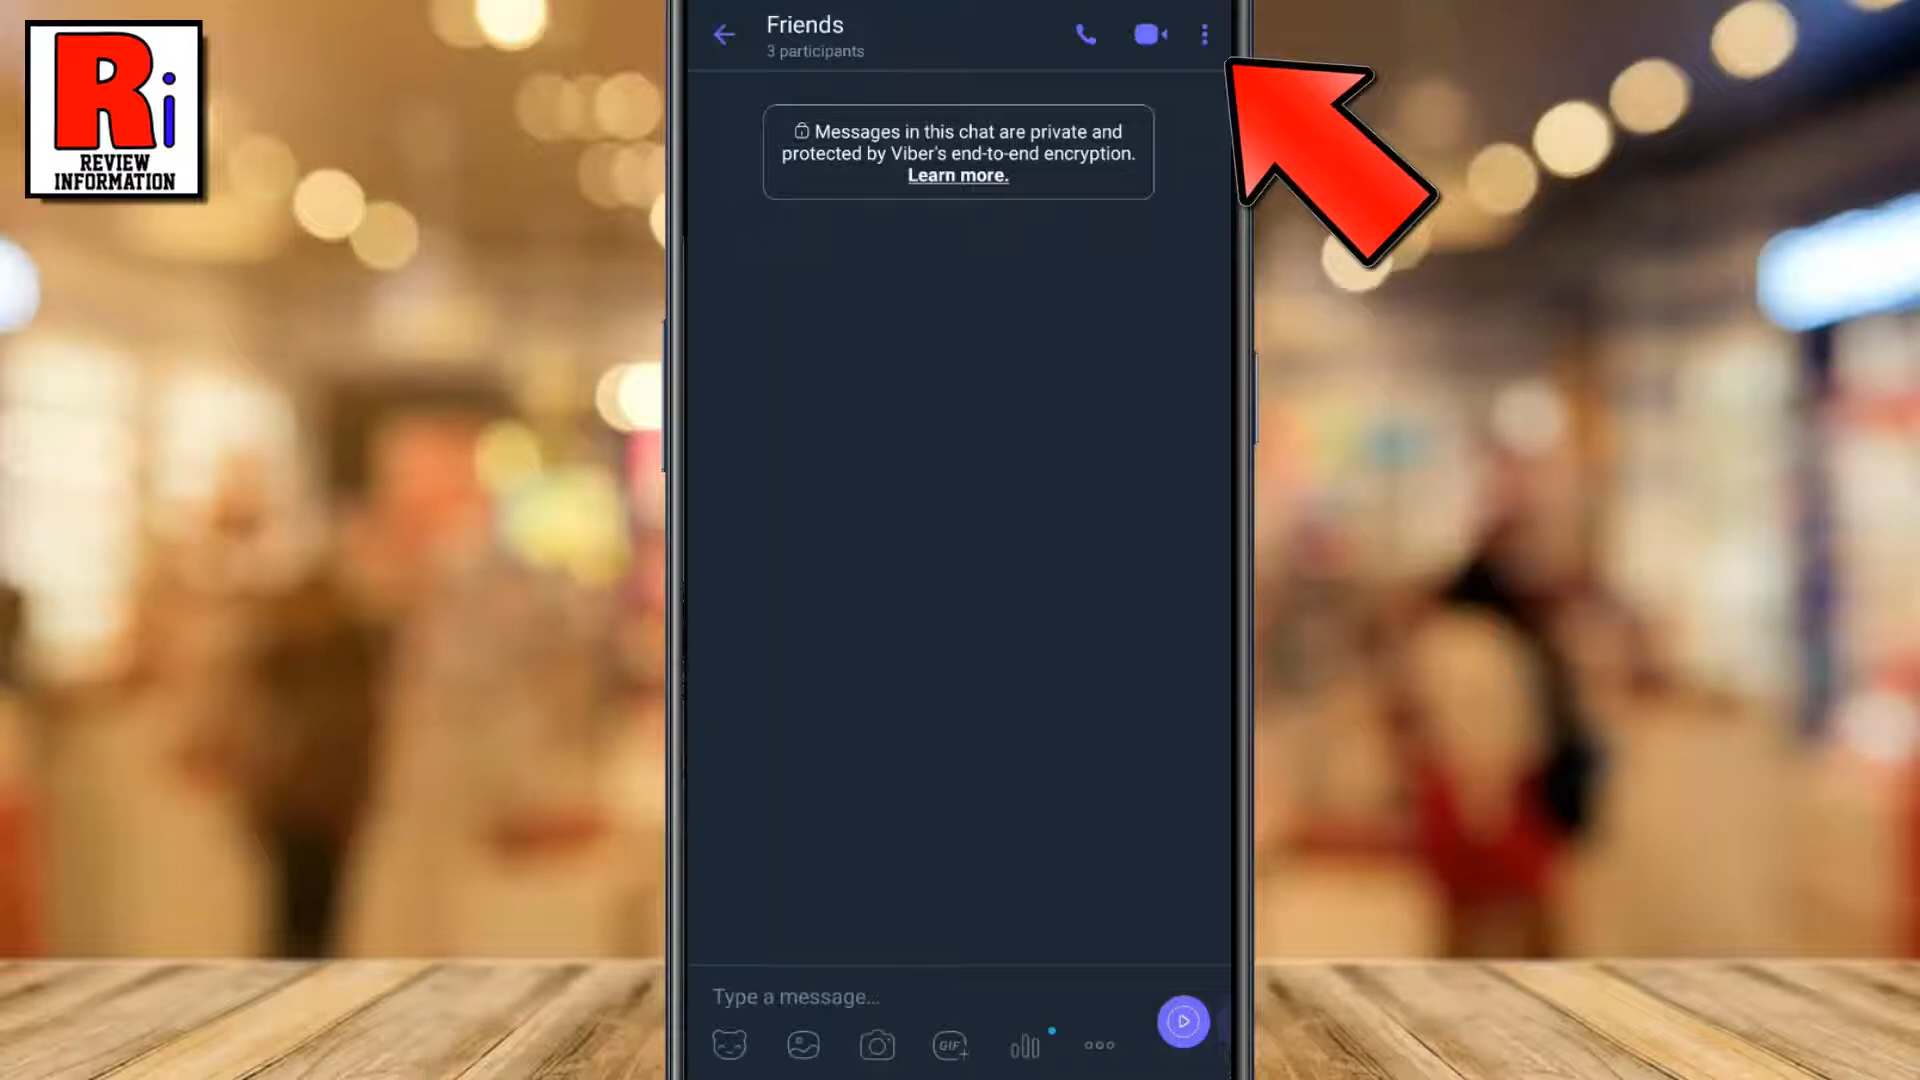 Ri
REVIEW
INFORMATION
Friends
3 participants
Messages in this chat are private and
protected by Viber's end-to-end encryption.
Learn more.
Type a message...
GIF